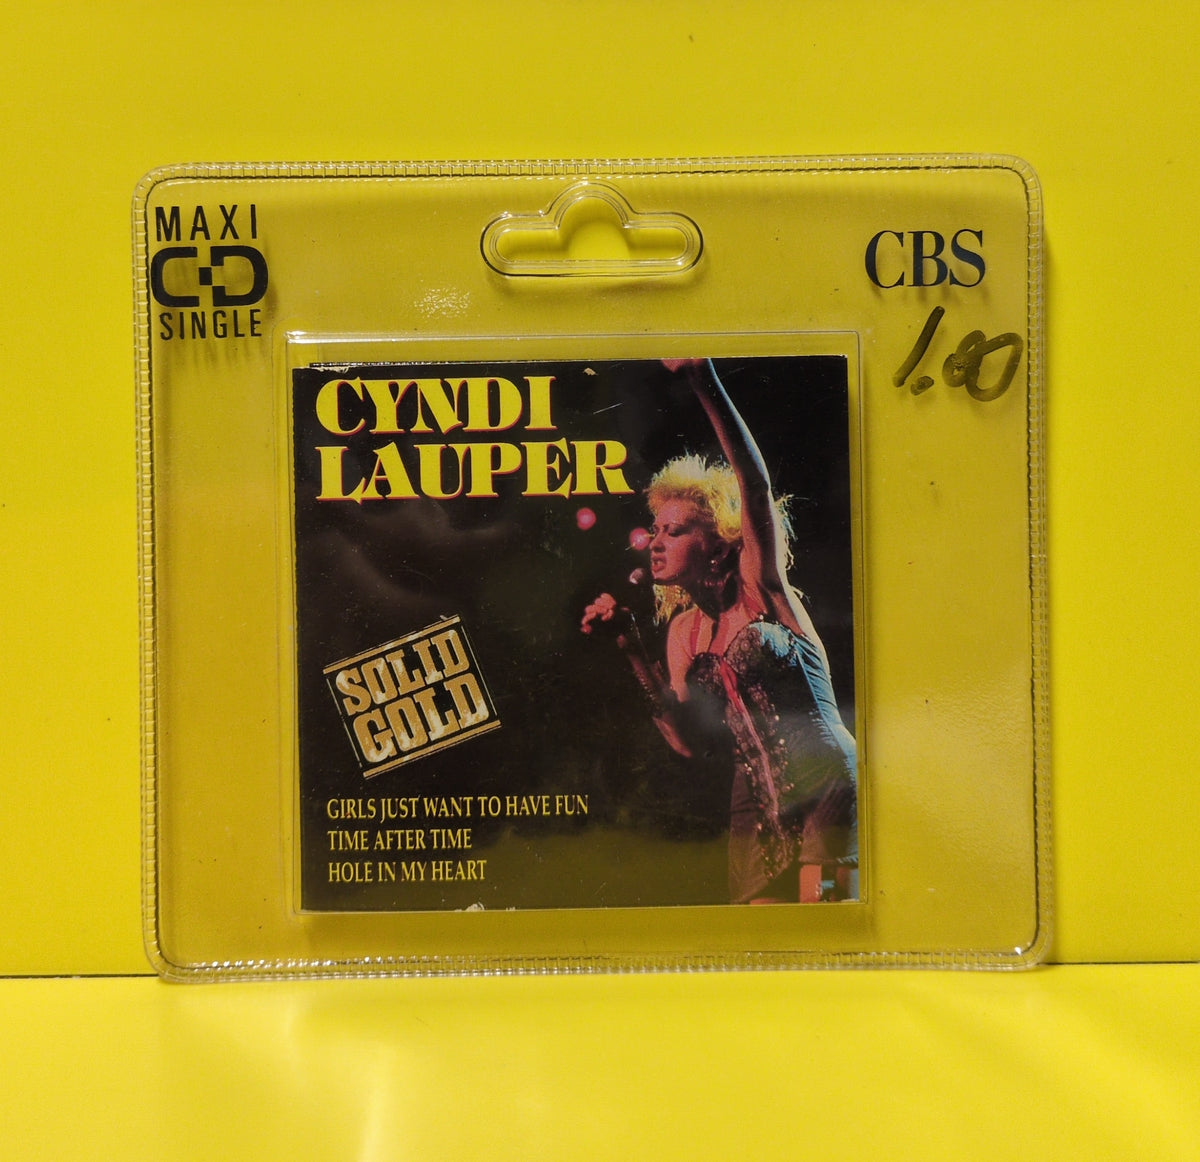 MAXI
CD
SINGLE
CBS
1.00
CYNDI
LAUPER
SOLID
GOLD
GIRLS JUST WANT TO HAVE FUN
TIME AFTER TIME
HOLE IN MY HEART